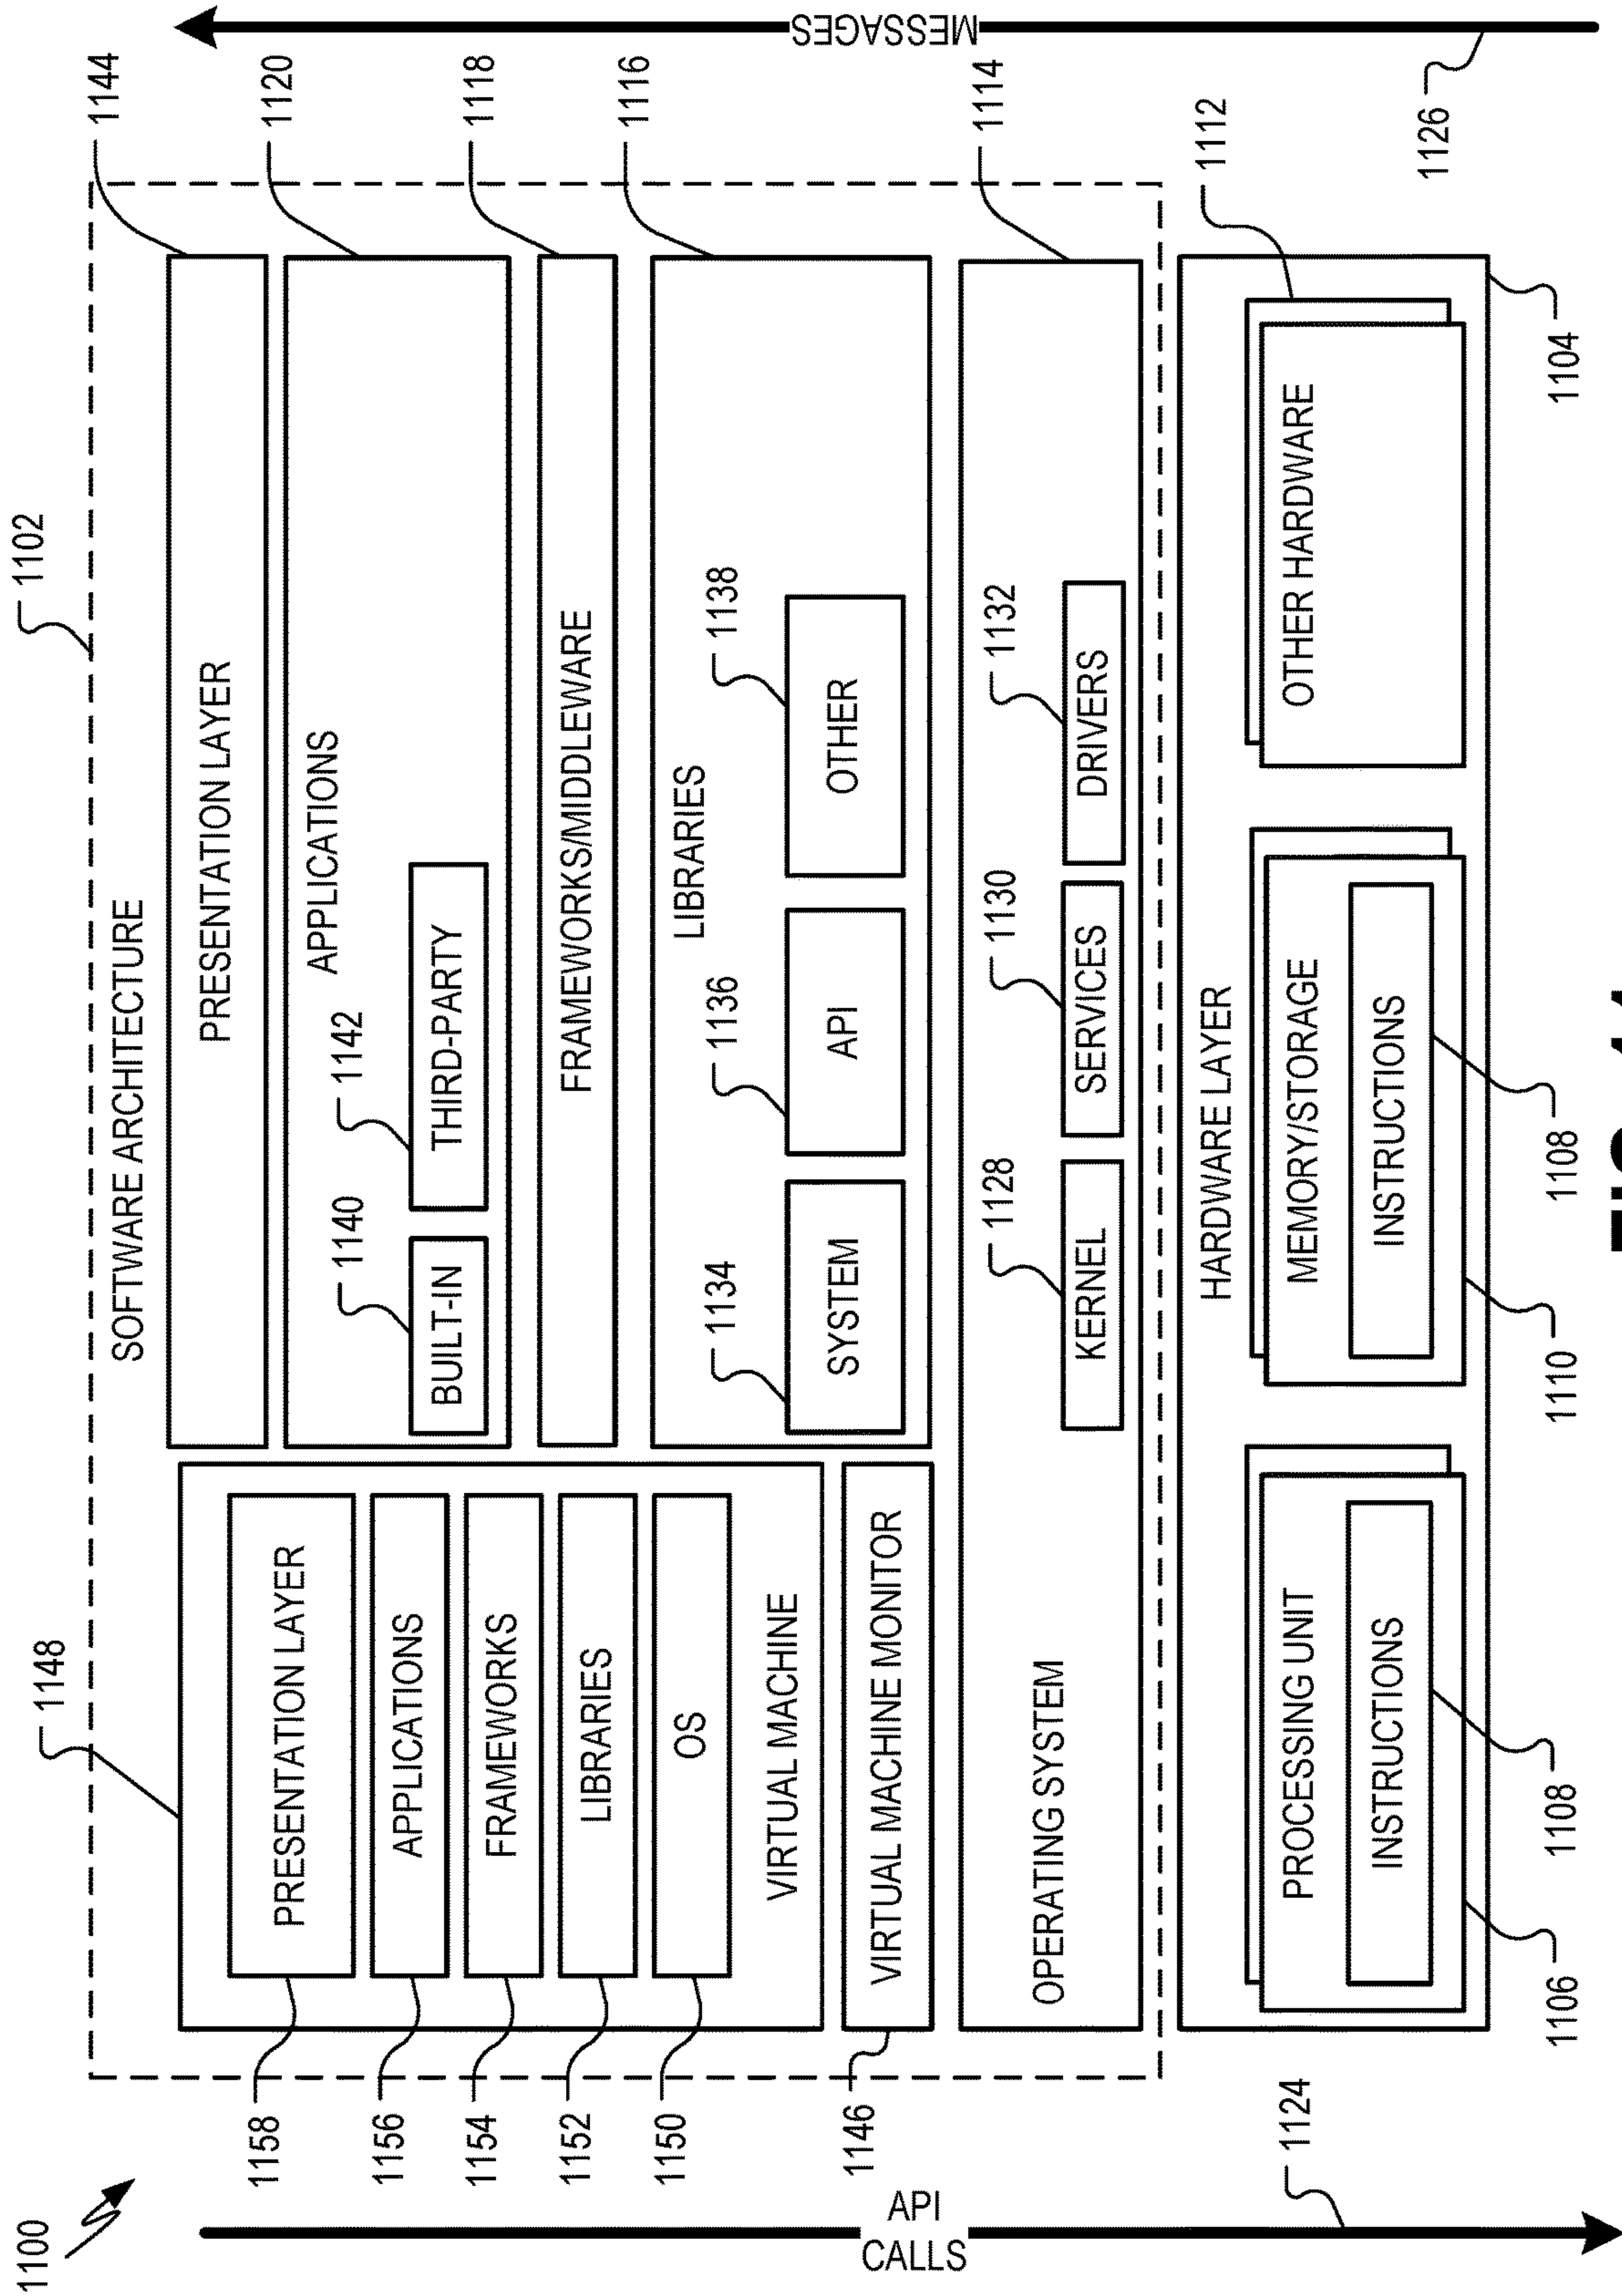 1100
1102
1148
1144
SOFTWARE ARCHITECTURE
PRESENTATION LAYER
1120
1158
PRESENTATION LAYER
APPLICATIONS
1140
1142
1156
APPLICATIONS
BUILT-IN
THIRD-PARTY
1118
1154
FRAMEWORKS
FRAMEWORKS/MIDDLEWARE
1152
LIBRARIES
1116
LIBRARIES
1150
OS
1134
1136
1138
VIRTUAL MACHINE
SYSTEM
API
OTHER
1146
VIRTUAL MACHINE MONITOR
API
CALLS
MESSAGES
1114
1128
1130
1132
OPERATING SYSTEM
KERNEL
SERVICES
DRIVERS
1112
HARDWARE LAYER
1124
PROCESSING UNIT
MEMORY/STORAGE
OTHER HARDWARE
INSTRUCTIONS
INSTRUCTIONS
1126
1106
1108
1110
1108
1104